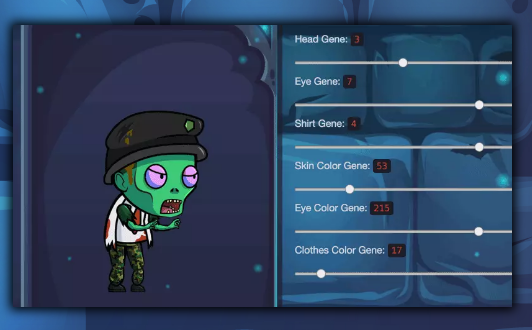 Head Gene: 3
Eye Gene: 7
Shirt Gene: 4
Skin Color Gene: 53
Eye Color Gene: 215
Clothes Color Gene: 17